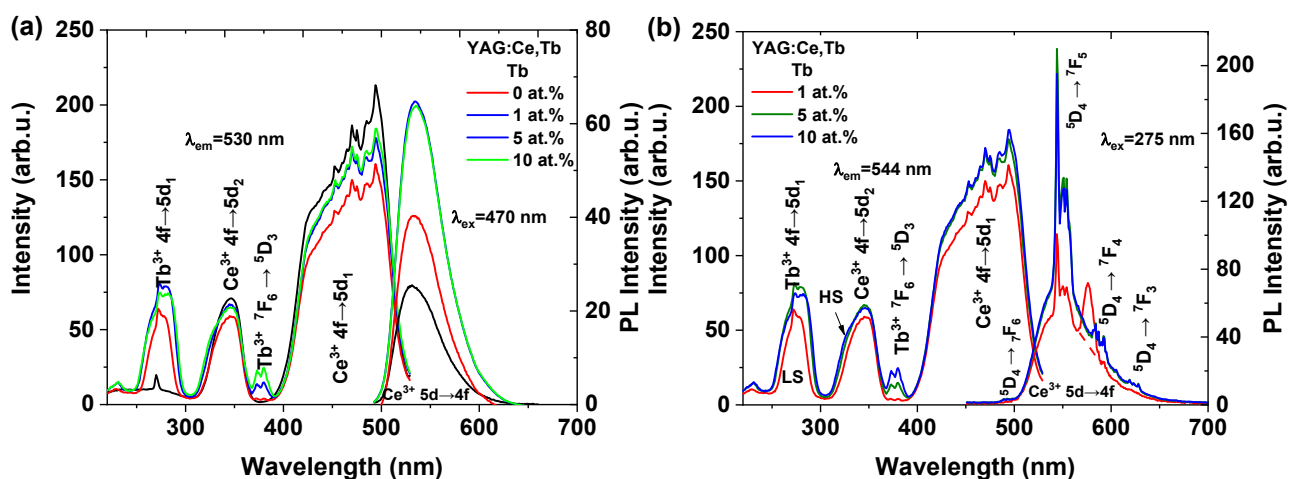 (a)
250
200
150
100
50
0
Intensity (arb.u.)
YAG:Ce,Tb
Tb
0 at.%
1 at.%
5 at.%
10 at.%
λem=530 nm
λex=470 nm
Tb³⁺ 4f→5d₁
Ce³⁺ 4f→5d₂
Tb³⁺ ⁷F₆ → ⁵D₃
Ce³⁺ 4f→5d₁
Ce³⁺ 5d→4f
80
60
40
20
0
PL Intensity (arb.u.)
300 400 500 600 700
Wavelength (nm)
(b)
250
200
150
100
50
0
Intensity (arb.u.)
YAG:Ce,Tb
Tb
1 at.%
5 at.%
10 at.%
λem=544 nm
λex=275 nm
Tb³⁺ 4f→5d₁
LS
HS
Ce³⁺ 4f→5d₂
Tb³⁺ ⁷F₆ → ⁵D₃
Ce³⁺ 4f→5d₁
⁵D₄ → ⁷F₆
⁵D₄ → ⁷F₅
⁵D₄ → ⁷F₄
⁵D₄ → ⁷F₃
Ce³⁺ 5d→4f
200
160
120
80
40
0
PL Intensity (arb.u.)
300 400 500 600 700
Wavelength (nm)